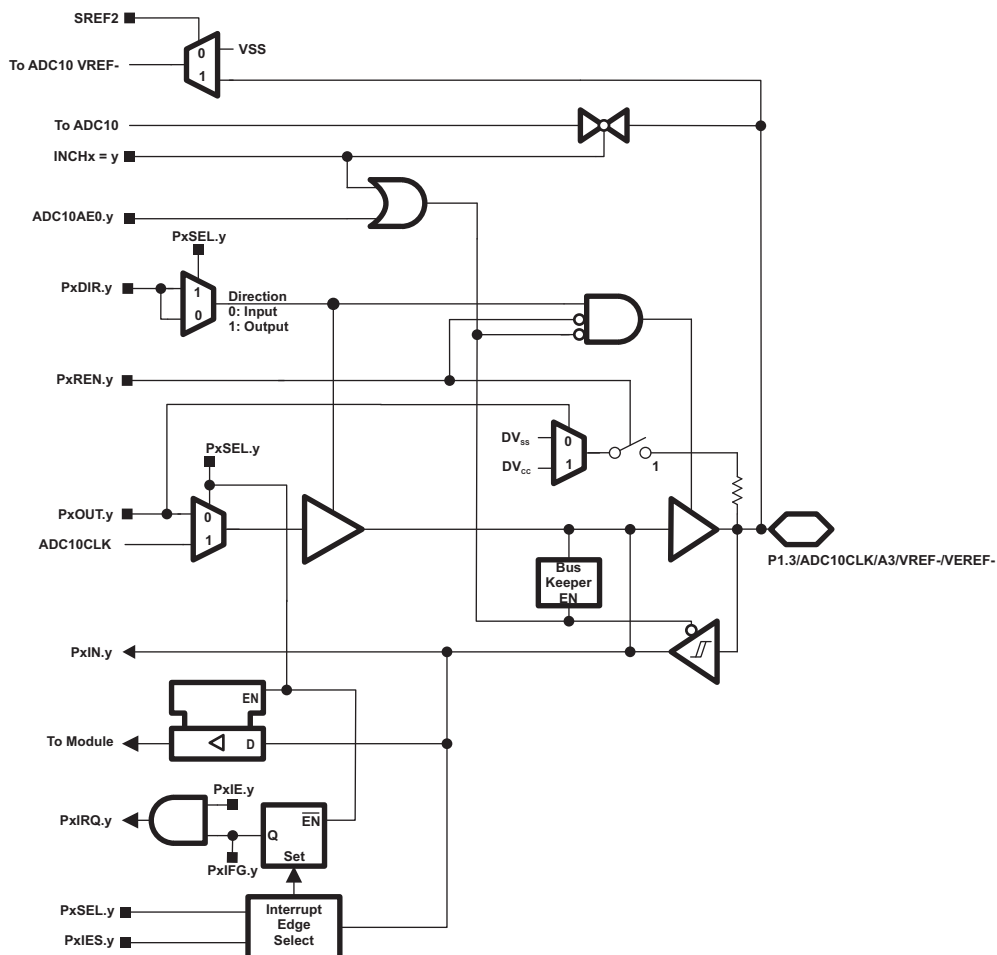 SREF2
VSS
0
To ADC10 VREF-
1
To ADC10
INCHx = y
ADC10AE0.y
PxSEL.y
PxDIR.y
1
0
Direction
0: Input
1: Output
PxREN.y
DVSS
0
DVCC
1
1
PxSEL.y
PxOUT.y
0
ADC10CLK
1
P1.3/ADC10CLK/A3/VREF-/VEREF-
Bus
Keeper
EN
PxIN.y
EN
To Module
D
PxIE.y
PxIRQ.y
EN
Q
Set
PxIFG.y
PxSEL.y
PxIES.y
Interrupt
Edge
Select